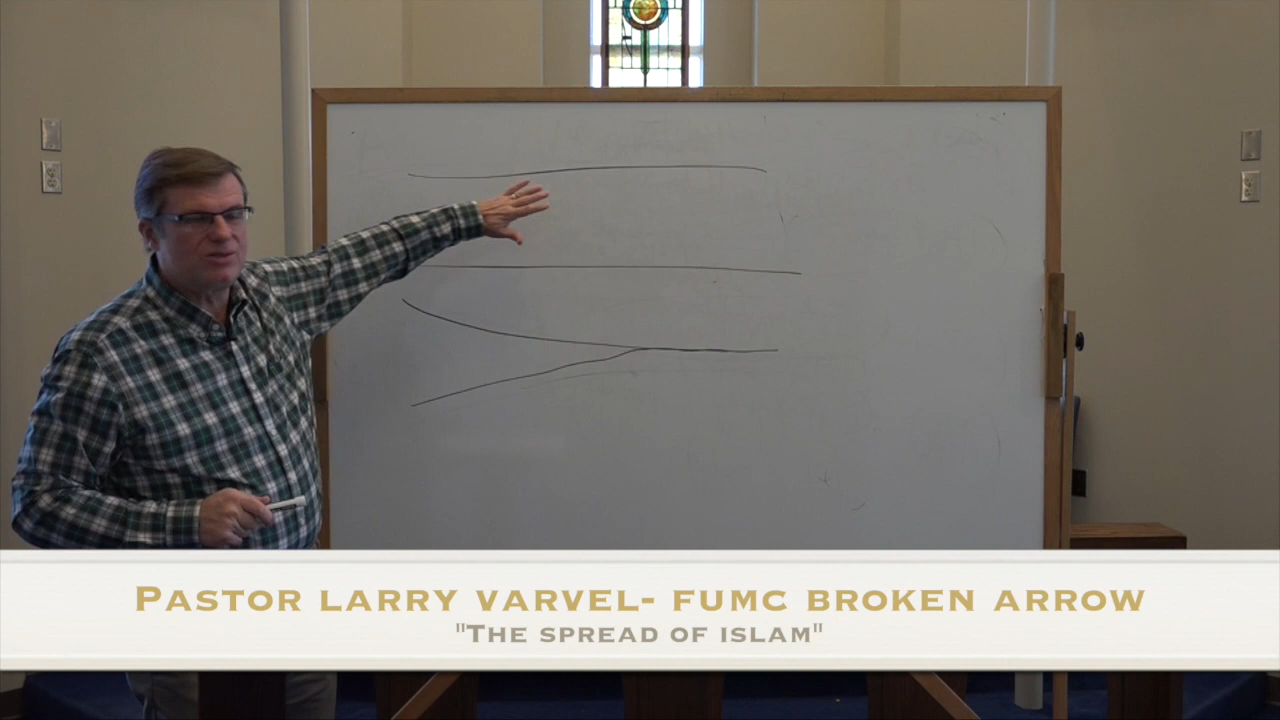 PASTOR LARRY VARVEL- FUMC BROKEN ARROW
"THE SPREAD OF ISLAM"